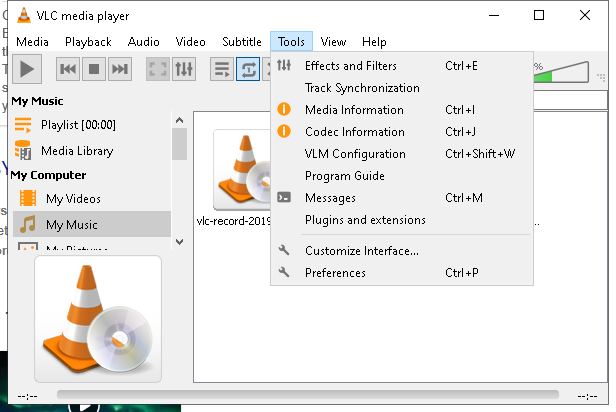 VLC media player
Media Playback Audio Video Subtitle Tools View Help
%
My Music
Playlist [00:00]
Media Library
My Computer
My Videos
My Music
My Pictures
vlc-record-2019
...
Effects and Filters Ctrl+E
Track Synchronization
Media Information Ctrl+I
Codec Information Ctrl+J
VLM Configuration Ctrl+Shift+W
Program Guide
Messages Ctrl+M
Plugins and extensions
Customize Interface...
Preferences Ctrl+P
--:-- --:--